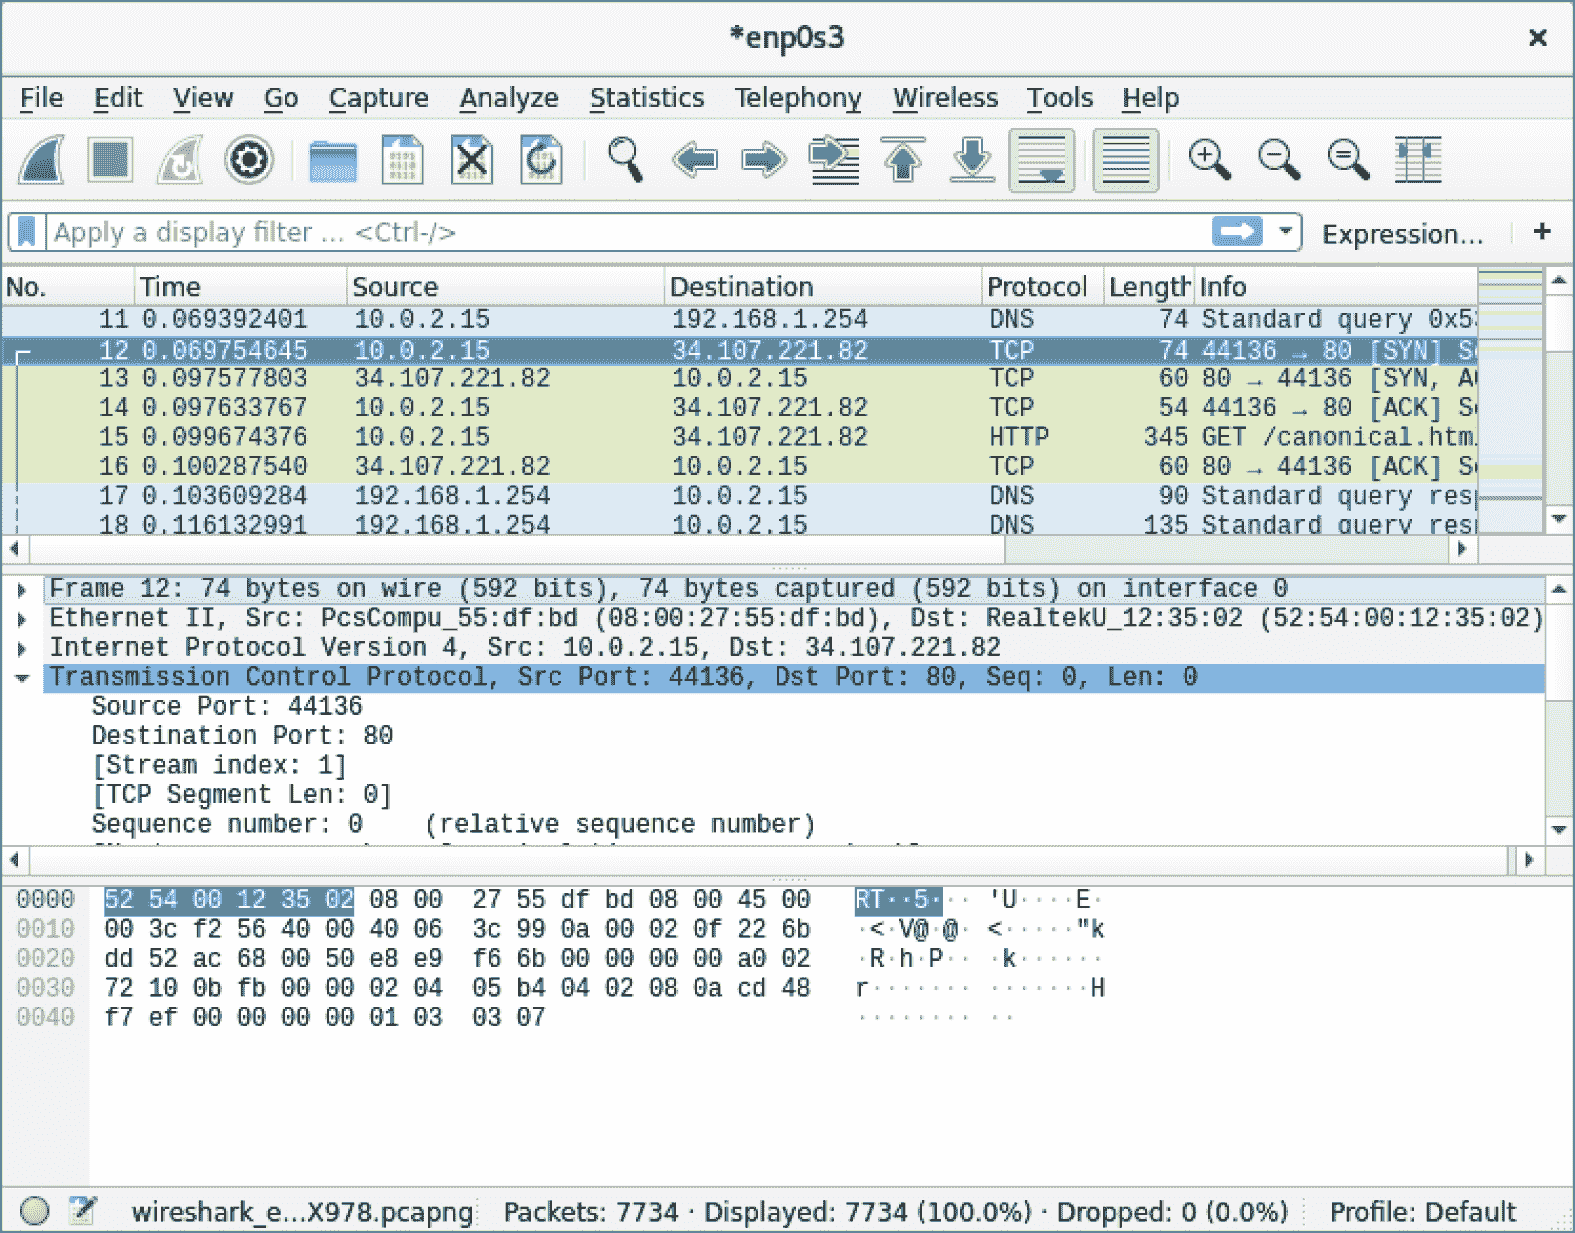 *enp0s3
File Edit View Go Capture Analyze Statistics Telephony Wireless Tools Help
Apply a display filter ... <Ctrl-/> Expression... +
No. Time Source Destination Protocol Length Info
11 0.069392401 10.0.2.15 192.168.1.254 DNS 74 Standard query 0x53
12 0.069754645 10.0.2.15 34.107.221.82 TCP 74 44136 → 80 [SYN] S
13 0.097577803 34.107.221.82 10.0.2.15 TCP 60 80 → 44136 [SYN, A
14 0.097633767 10.0.2.15 34.107.221.82 TCP 54 44136 → 80 [ACK] S
15 0.099674376 10.0.2.15 34.107.221.82 HTTP 345 GET /canonical.htm
16 0.100287540 34.107.221.82 10.0.2.15 TCP 60 80 → 44136 [ACK] S
17 0.103609284 192.168.1.254 10.0.2.15 DNS 90 Standard query res
18 0.116132991 192.168.1.254 10.0.2.15 DNS 135 Standard query res
Frame 12: 74 bytes on wire (592 bits), 74 bytes captured (592 bits) on interface 0
Ethernet II, Src: PcsCompu_55:df:bd (08:00:27:55:df:bd), Dst: RealtekU_12:35:02 (52:54:00:12:35:02)
Internet Protocol Version 4, Src: 10.0.2.15, Dst: 34.107.221.82
Transmission Control Protocol, Src Port: 44136, Dst Port: 80, Seq: 0, Len: 0
Source Port: 44136
Destination Port: 80
[Stream index: 1]
[TCP Segment Len: 0]
Sequence number: 0 (relative sequence number)
0000 52 54 00 12 35 02 08 00 27 55 df bd 08 00 45 00 RT··5··· 'U····E·
0010 00 3c f2 56 40 00 40 06 3c 99 0a 00 02 0f 22 6b ·<·V@·@· <·····"k
0020 dd 52 ac 68 00 50 e8 e9 f6 6b 00 00 00 00 a0 02 ·R·h·P·· ·k······
0030 72 10 0b fb 00 00 02 04 05 b4 04 02 08 0a cd 48 r······· ·······H
0040 f7 ef 00 00 00 00 01 03 03 07 ········ ··
wireshark_e...X978.pcapng Packets: 7734 · Displayed: 7734 (100.0%) · Dropped: 0 (0.0%) Profile: Default